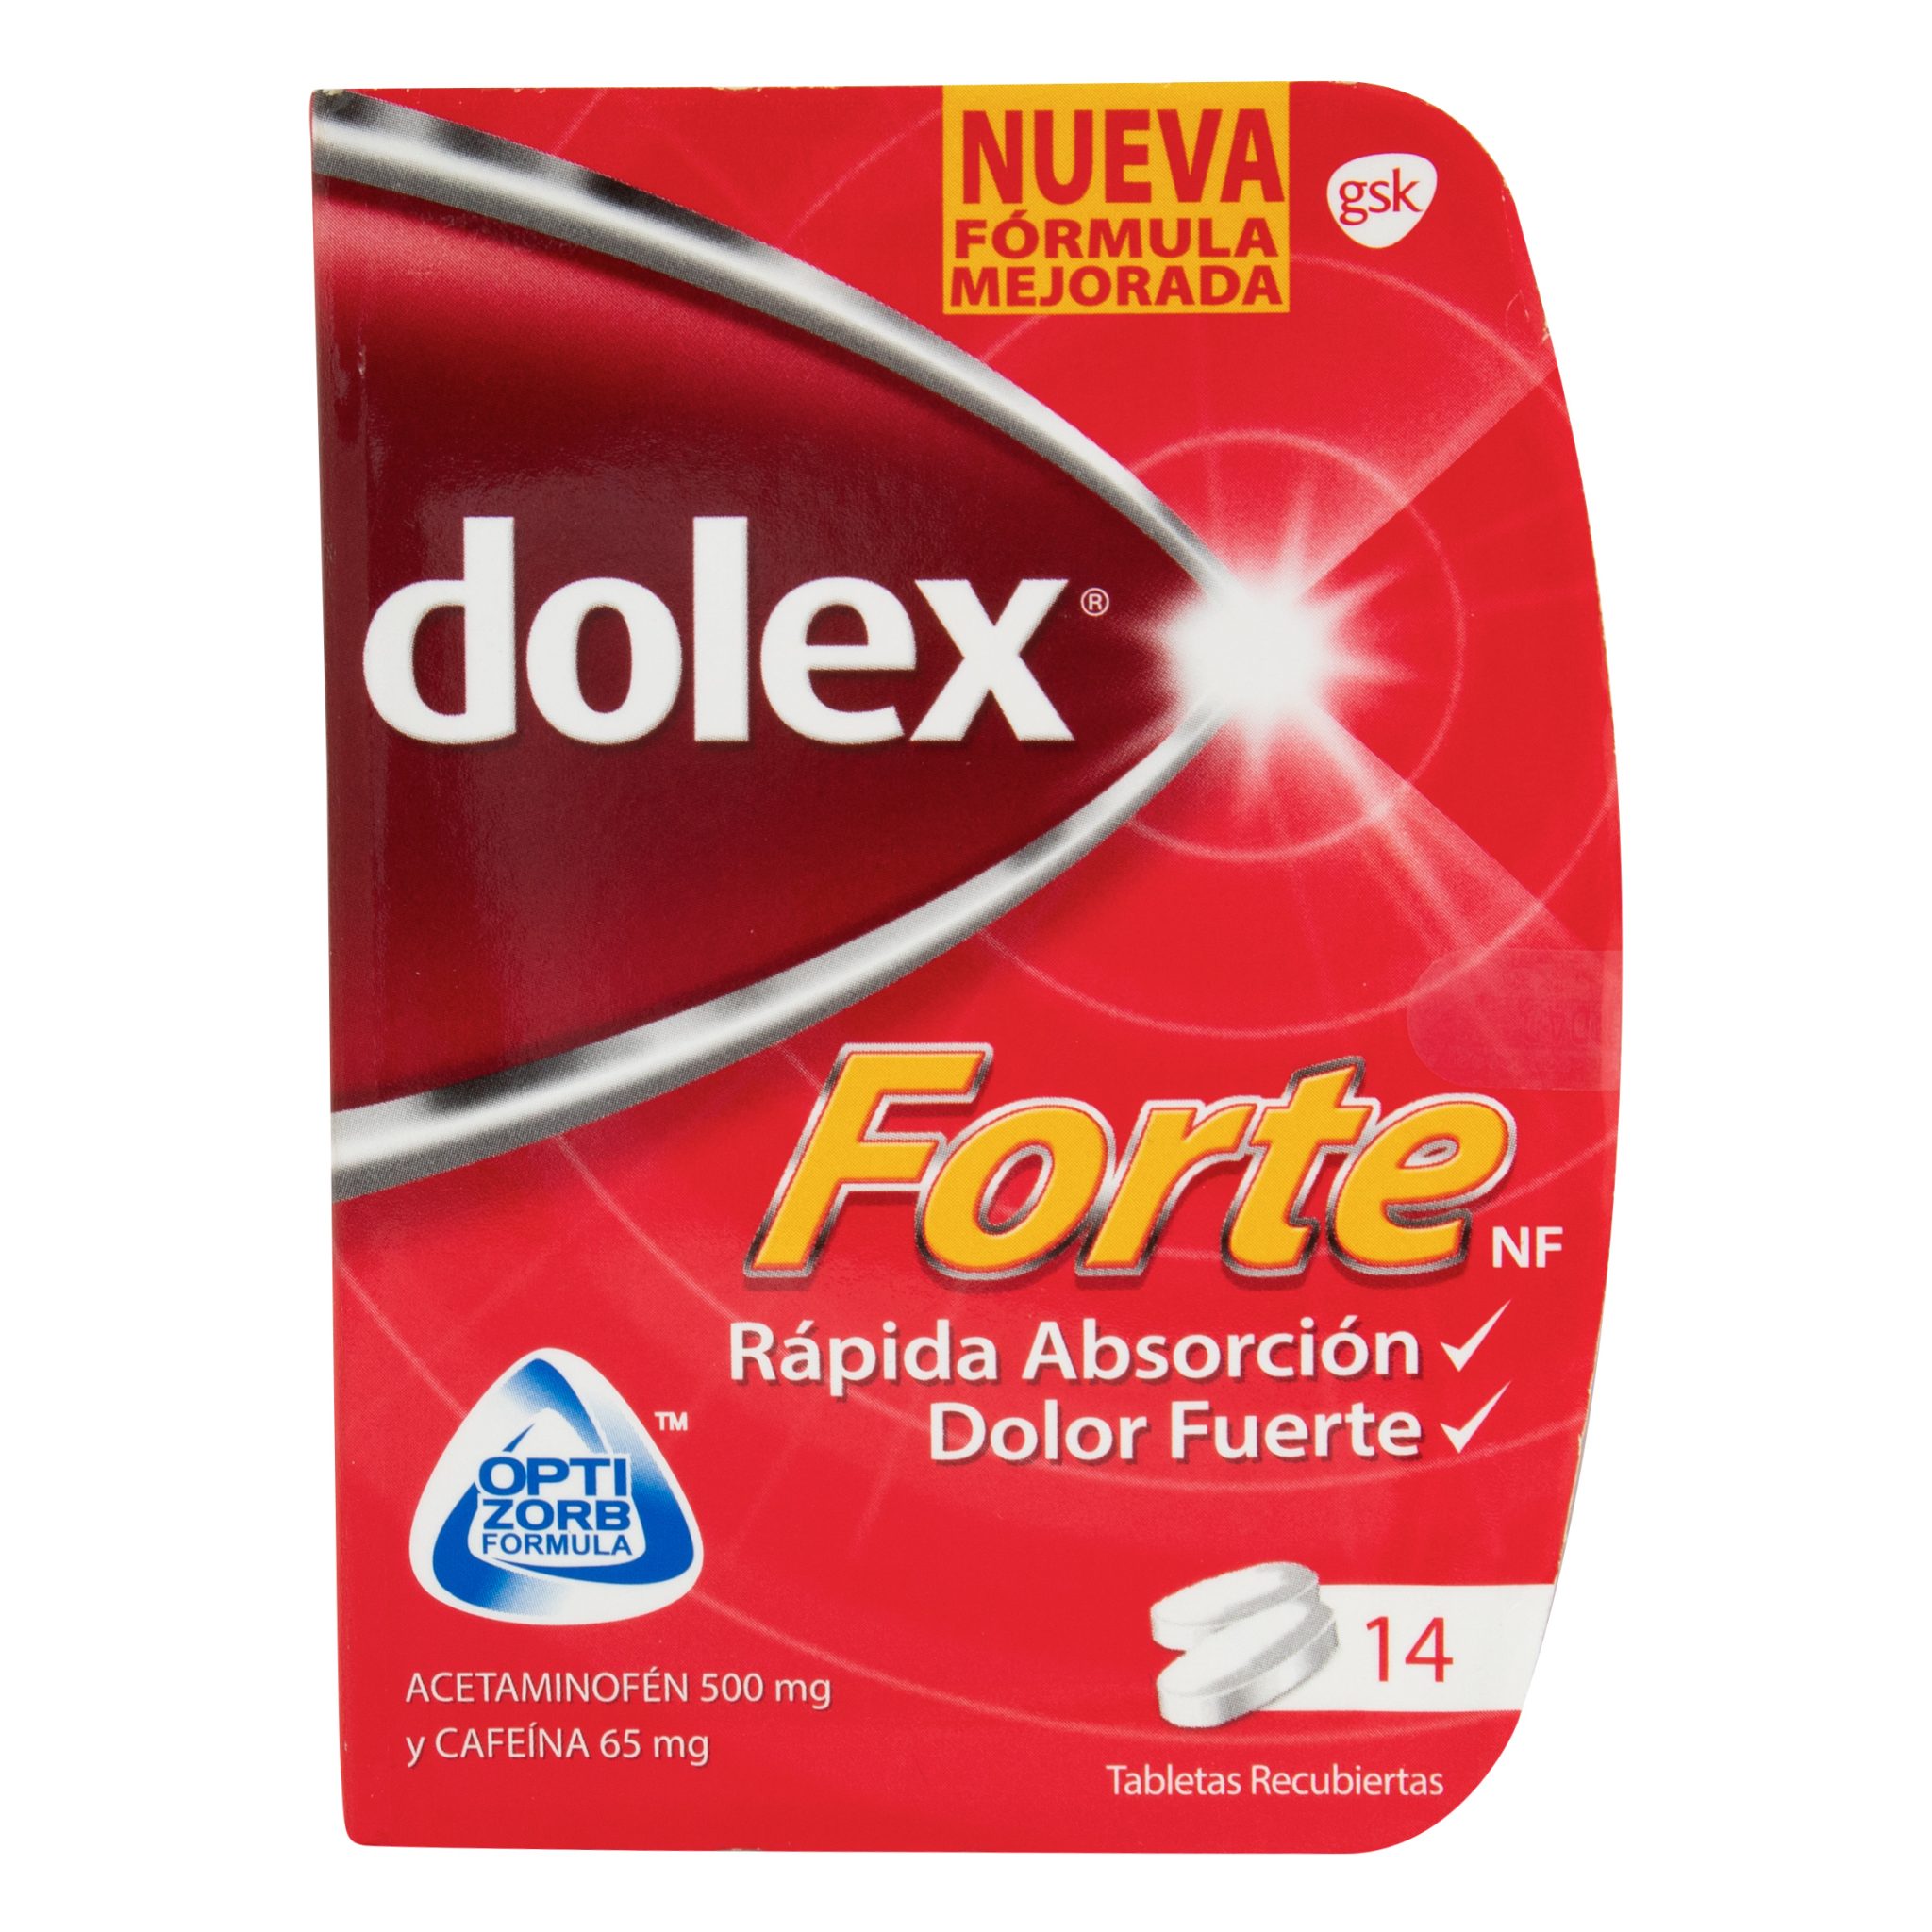 NUEVA
FÓRMULA
MEJORADA
gsk
dolex®
Forte NF
Rápida Absorción
Dolor Fuerte
OPTI
ZORB
FORMULA
TM
ACETAMINOFÉN 500 mg
y CAFEÍNA 65 mg
14
Tabletas Recubiertas